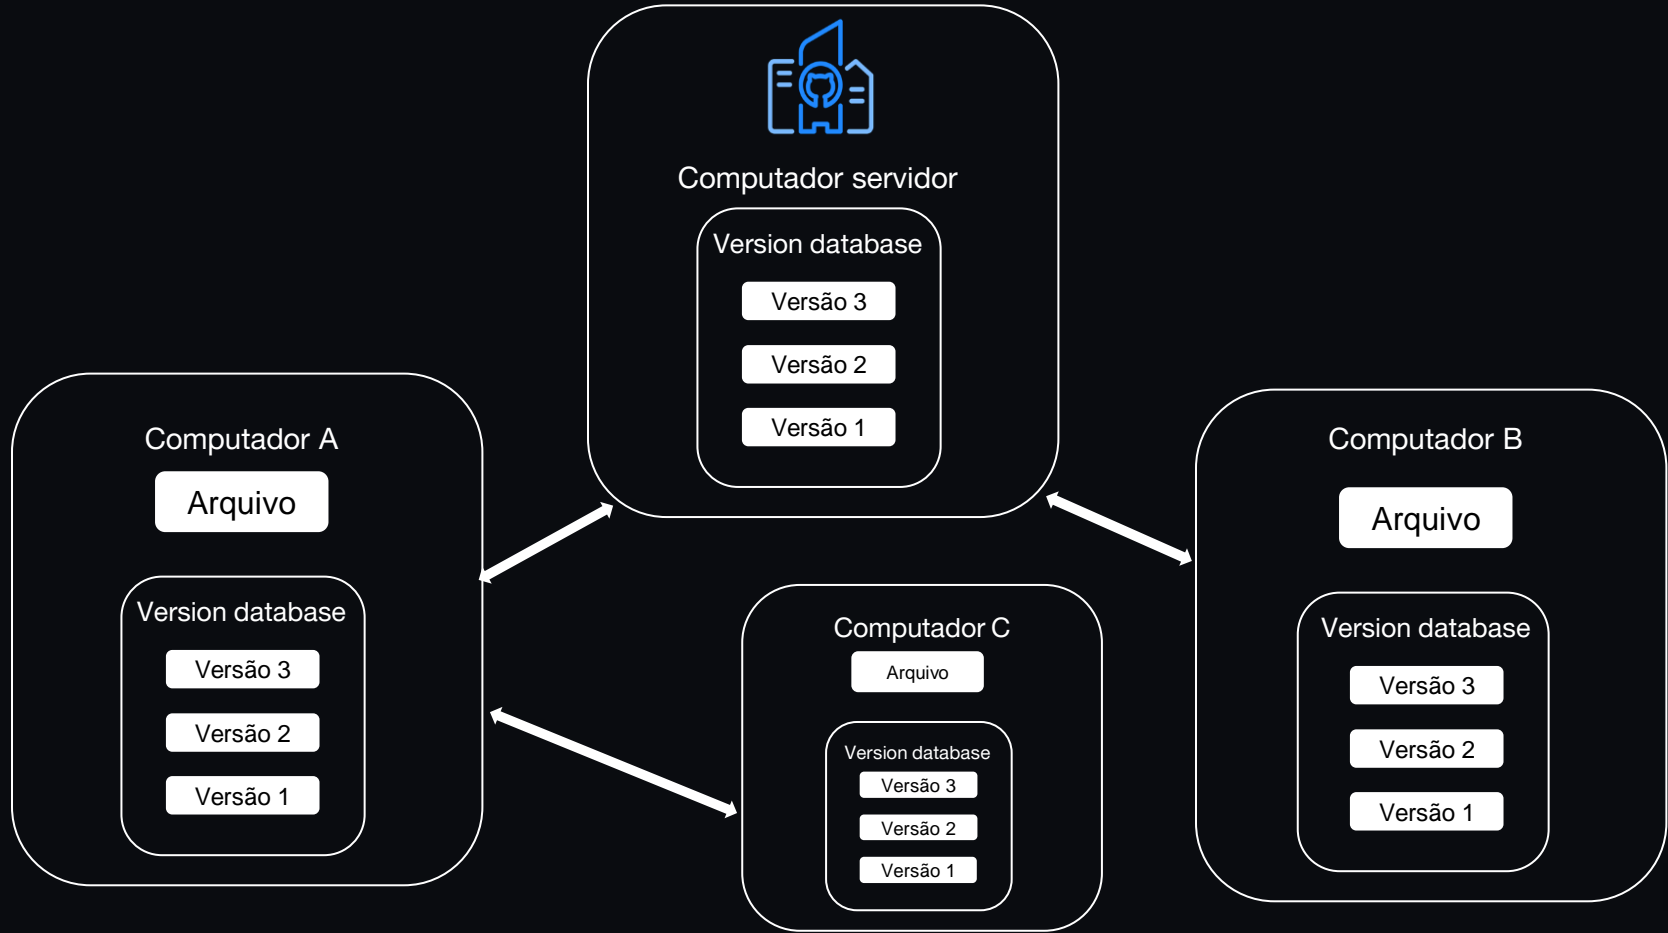 Computador servidor
Version database
Versão 3
Versão 2
Versão 1
Computador A
Arquivo
Version database
Versão 3
Versão 2
Versão 1
Computador C
Arquivo
Version database
Versão 3
Versão 2
Versão 1
Computador B
Arquivo
Version database
Versão 3
Versão 2
Versão 1